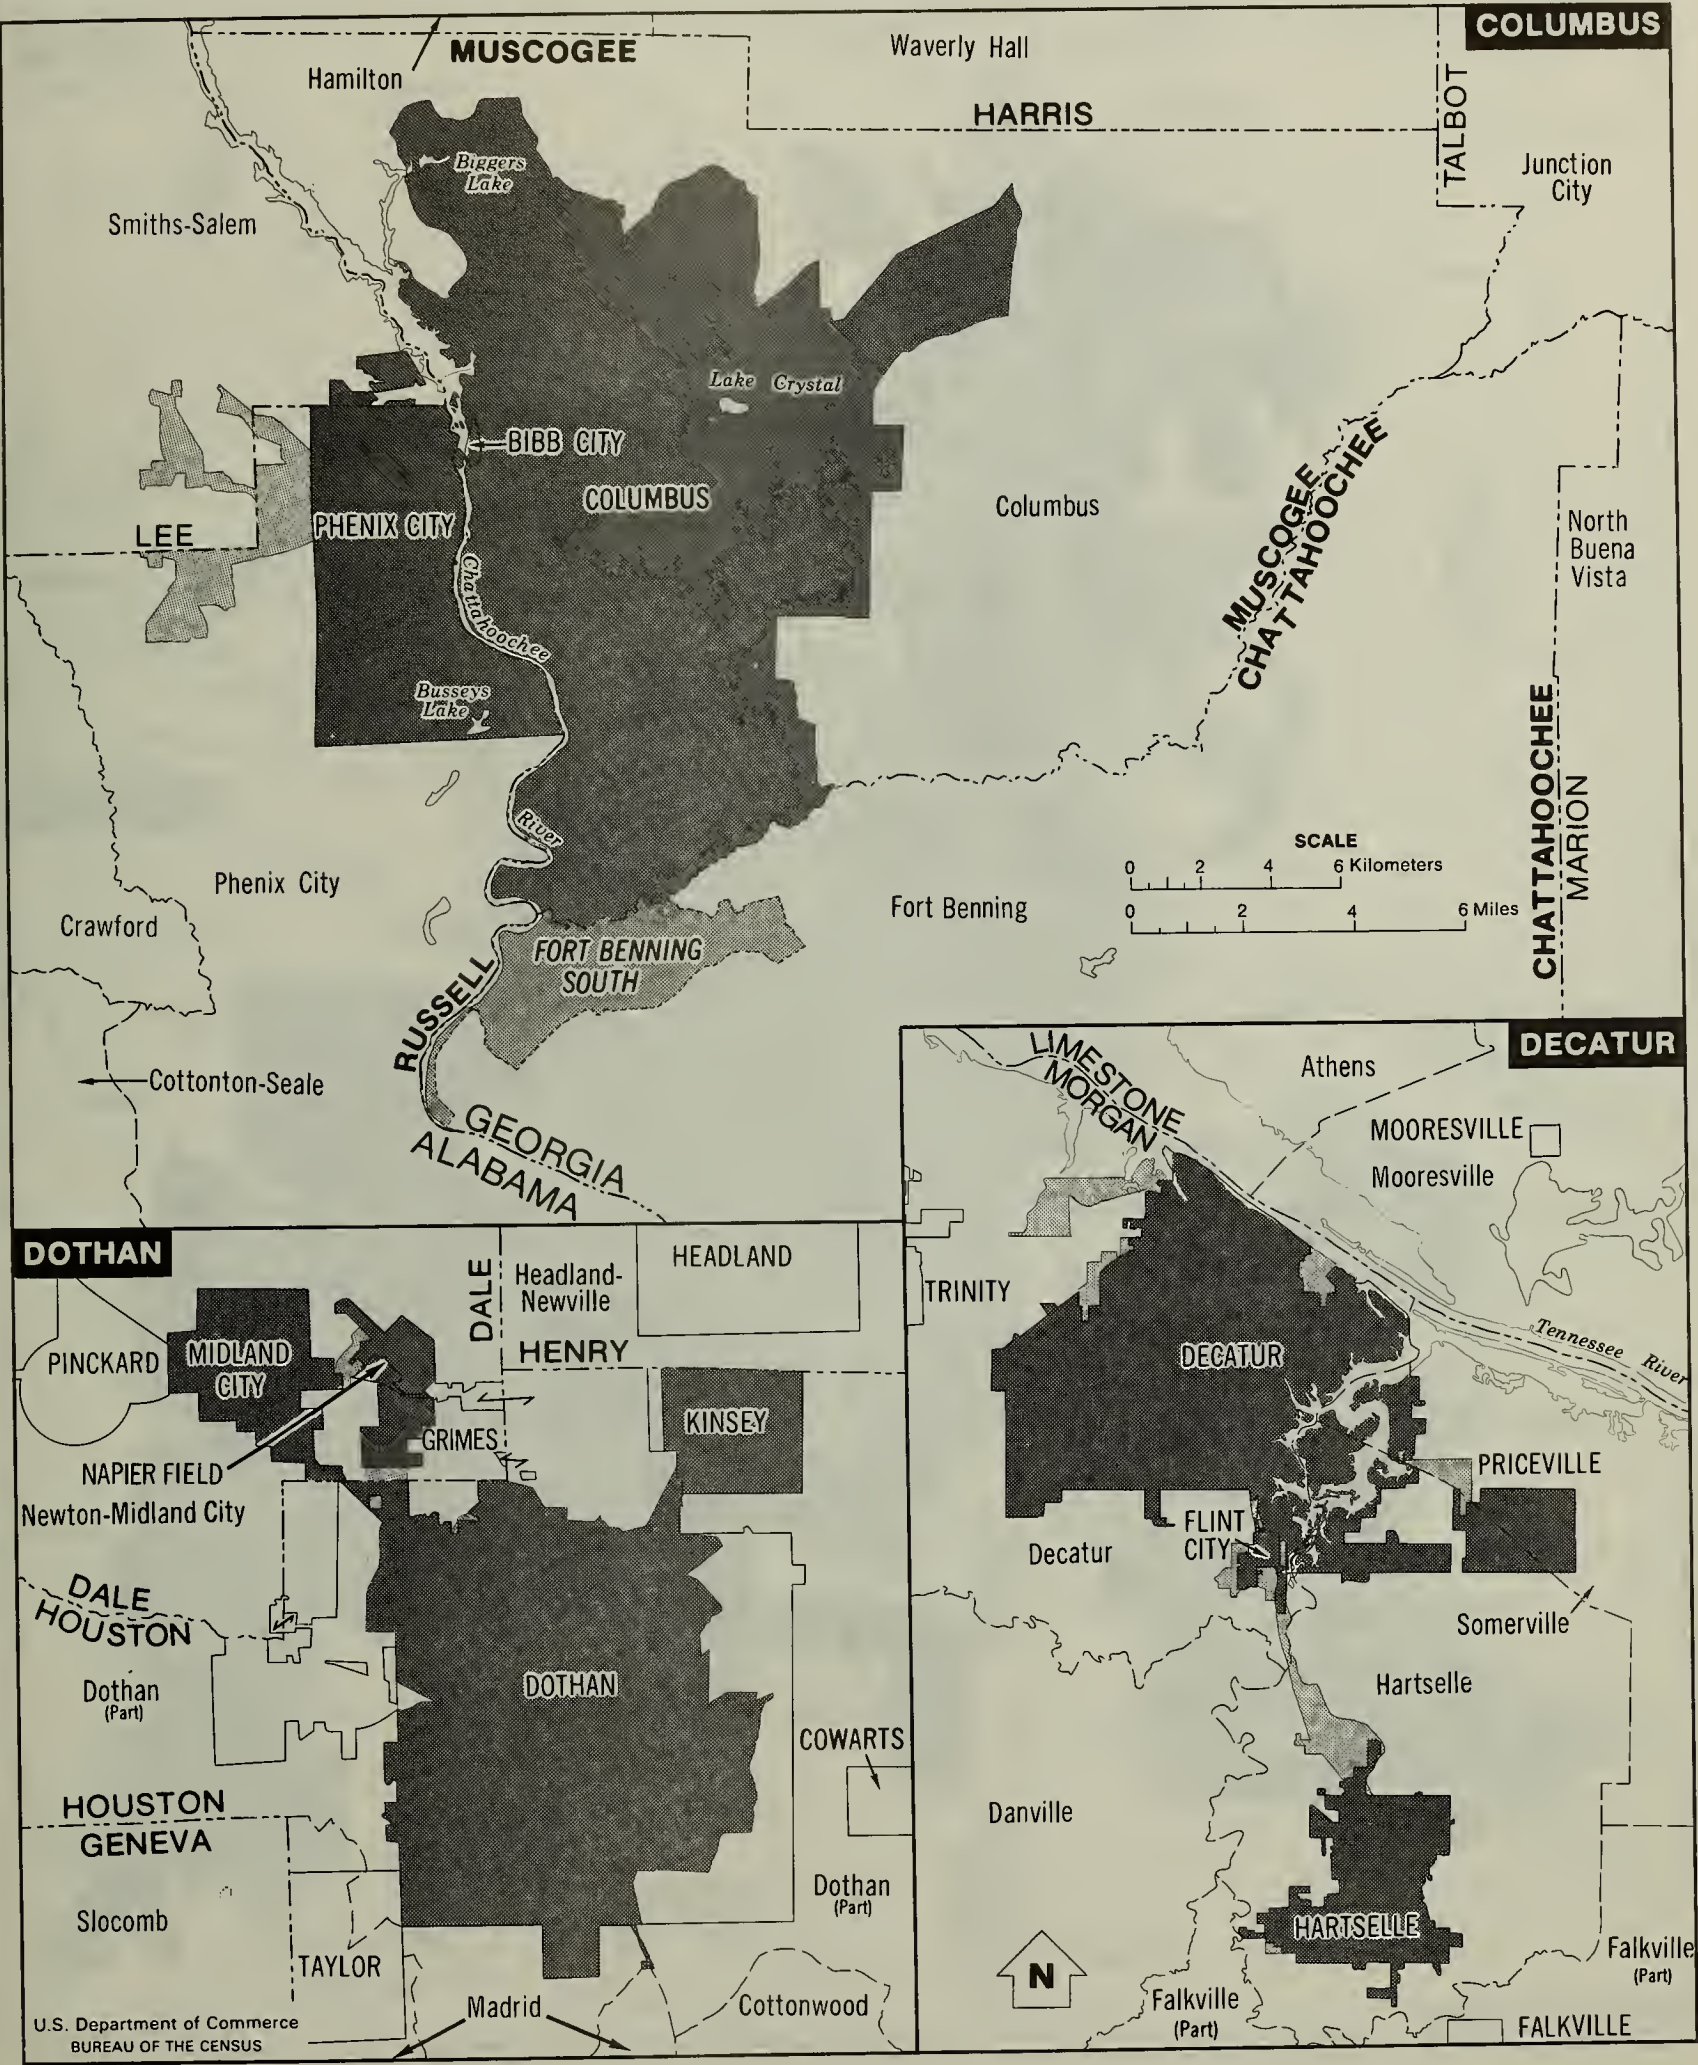 COLUMBUS
MUSCOGEE
Waverly Hall
Hamilton
HARRIS
TALBOT
Junction
City
Biggers
Lake
Smiths-Salem
Lake Crystal
BIBB CITY
COLUMBUS
Columbus
PHENIX CITY
LEE
MUSCOGEE
CHATTAHOOCHEE
North
Buena
Vista
Chattahoochee
Busseys
Lake
River
CHATTAHOOCHEE
MARION
SCALE
0 2 4 6 Kilometers
0 2 4 6 Miles
Phenix City
Crawford
Fort Benning
FORT BENNING
SOUTH
RUSSELL
Cottonton-Seale
GEORGIA
ALABAMA
DECATUR
LIMESTONE
MORGAN
Athens
MOORESVILLE
Mooresville
TRINITY
DECATUR
Tennessee River
PRICEVILLE
FLINT
CITY
Decatur
Somerville
Hartselle
Danville
HARTSELLE
N
Falkville
(Part)
Falkville
(Part)
FALKVILLE
DOTHAN
DALE
Headland-
Newville
HEADLAND
HENRY
PINCKARD
MIDLAND
CITY
KINSEY
GRIMES
NAPIER FIELD
Newton-Midland City
DALE
HOUSTON
Dothan
(Part)
DOTHAN
COWARTS
HOUSTON
GENEVA
Dothan
(Part)
Slocomb
TAYLOR
Madrid
Cottonwood
U.S. Department of Commerce
BUREAU OF THE CENSUS